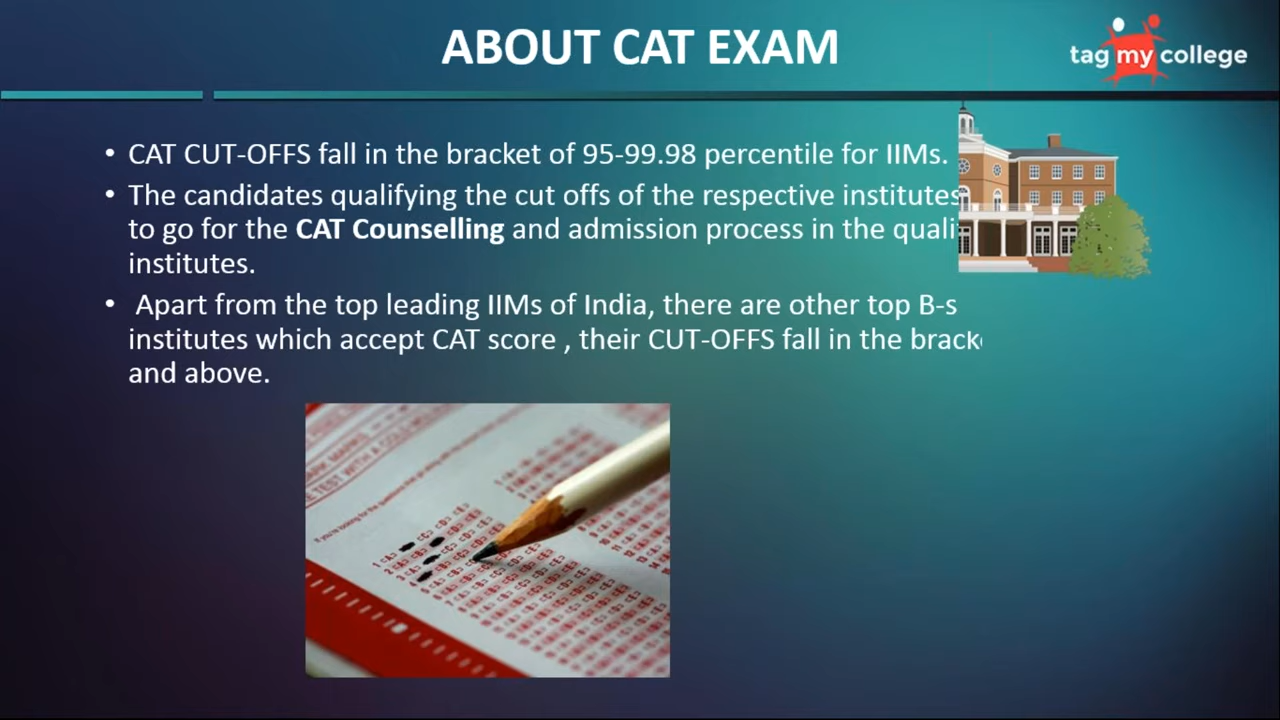 ABOUT CAT EXAM
tag my college
• CAT CUT-OFFS fall in the bracket of 95-99.98 percentile for IIMs.
• The candidates qualifying the cut offs of the respective institutes
to go for the CAT Counselling and admission process in the quali
institutes.
• Apart from the top leading IIMs of India, there are other top B-s
institutes which accept CAT score , their CUT-OFFS fall in the brack
and above.